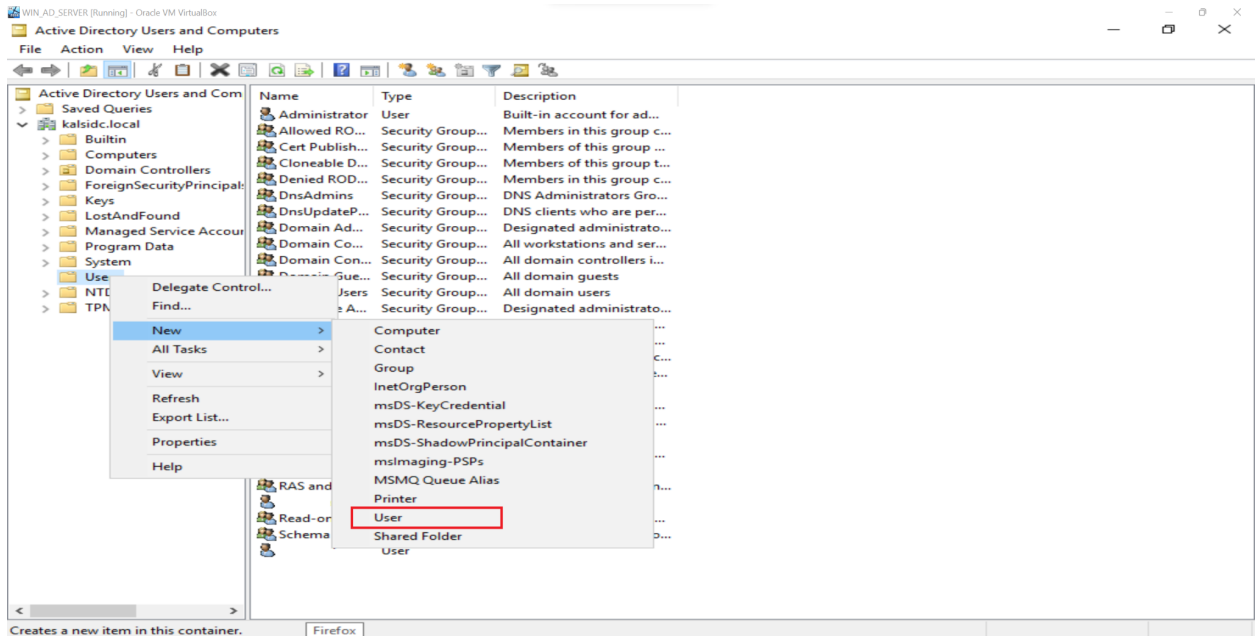 WIN_AD_SERVER [Running] - Oracle VM VirtualBox
Active Directory Users and Computers
File Action View Help
Active Directory Users and Com
Saved Queries
kalsidc.local
Builtin
Computers
Domain Controllers
ForeignSecurityPrincipals
Keys
LostAndFound
Managed Service Accour
Program Data
System
Use
NTD
TPM
Name Type Description
Administrator User Built-in account for ad...
Allowed RO... Security Group... Members in this group c...
Cert Publish... Security Group... Members of this group ...
Cloneable D... Security Group... Members of this group t...
Denied ROD... Security Group... Members in this group c...
DnsAdmins Security Group... DNS Administrators Gro...
DnsUpdateP... Security Group... DNS clients who are per...
Domain Ad... Security Group... Designated administrato...
Domain Co... Security Group... All workstations and ser...
Domain Con... Security Group... All domain controllers i...
Domain Gue... Security Group... All domain guests
Users Security Group... All domain users
e A... Security Group... Designated administrato...
RAS and
Read-on
Schema
User
Delegate Control...
Find...
New
All Tasks
View
Refresh
Export List...
Properties
Help
Computer
Contact
Group
InetOrgPerson
msDS-KeyCredential
msDS-ResourcePropertyList
msDS-ShadowPrincipalContainer
msImaging-PSPs
MSMQ Queue Alias
Printer
User
Shared Folder
Creates a new item in this container.
Firefox